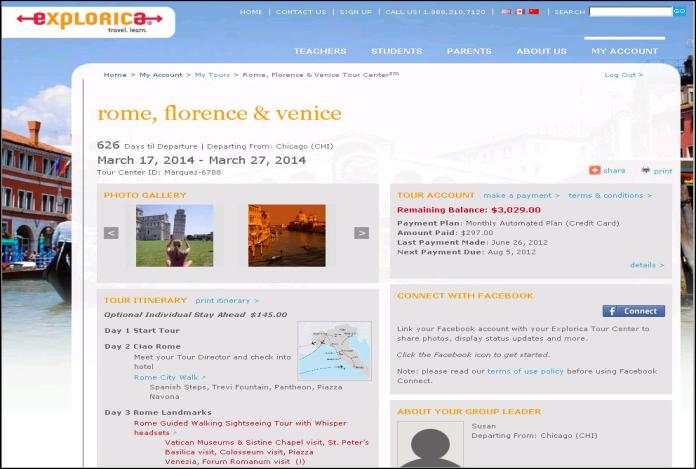 explorica®
travel. learn.
HOME | CONTACT US | SIGN UP | CALL US! 1.888.310.7120 | SEARCH GO
TEACHERS STUDENTS PARENTS ABOUT US MY ACCOUNT
Home > My Account > My Tours > Rome, Florence & Venice Tour Center℠
Log Out >
rome, florence & venice
626 Days til Departure | Departing From: Chicago (CHI)
March 17, 2014 - March 27, 2014
Tour Center ID: Marquez-6788
share print
PHOTO GALLERY
< >
TOUR ITINERARY print itinerary >
Optional Individual Stay Ahead $145.00
Day 1 Start Tour
Day 2 Ciao Rome
Meet your Tour Director and check into
hotel
Rome City Walk
Spanish Steps, Trevi Fountain, Pantheon, Piazza
Navona
Day 3 Rome Landmarks
Rome Guided Walking Sightseeing Tour with Whisper
headsets
Vatican Museums & Sistine Chapel visit, St. Peter's
Basilica visit, Colosseum visit, Piazza
Venezia, Forum Romanum visit (!)
TOUR ACCOUNT make a payment > terms & conditions >
Remaining Balance: $3,029.00
Payment Plan: Monthly Automated Plan (Credit Card)
Amount Paid: $297.00
Last Payment Made: June 26, 2012
Next Payment Due: Aug 5, 2012
details >
CONNECT WITH FACEBOOK
f Connect
Link your Facebook account with your Explorica Tour Center to
share photos, display status updates and more.
Click the Facebook icon to get started.
Note: please read our terms of use policy before using Facebook
Connect.
ABOUT YOUR GROUP LEADER
Susan
Departing From: Chicago (CHI)